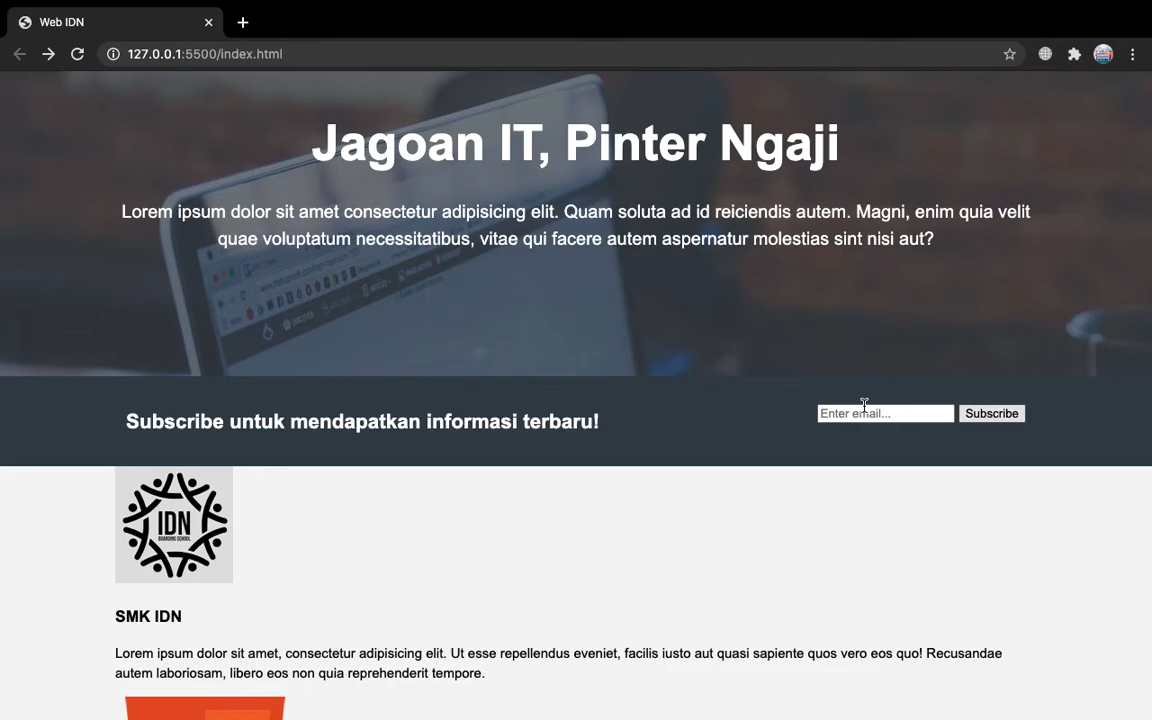 Web IDN
127.0.0.1:5500/index.html
Jagoan IT, Pinter Ngaji
Lorem ipsum dolor sit amet consectetur adipisicing elit. Quam soluta ad id reiciendis autem. Magni, enim quia velit
quae voluptatum necessitatibus, vitae qui facere autem aspernatur molestias sint nisi aut?
Subscribe untuk mendapatkan informasi terbaru!
Enter email...
Subscribe
IDN
BOARDING SCHOOL
SMK IDN
Lorem ipsum dolor sit amet, consectetur adipisicing elit. Ut esse repellendus eveniet, facilis iusto aut quasi sapiente quos vero eos quo! Recusandae
autem laboriosam, libero eos non quia reprehenderit tempore.